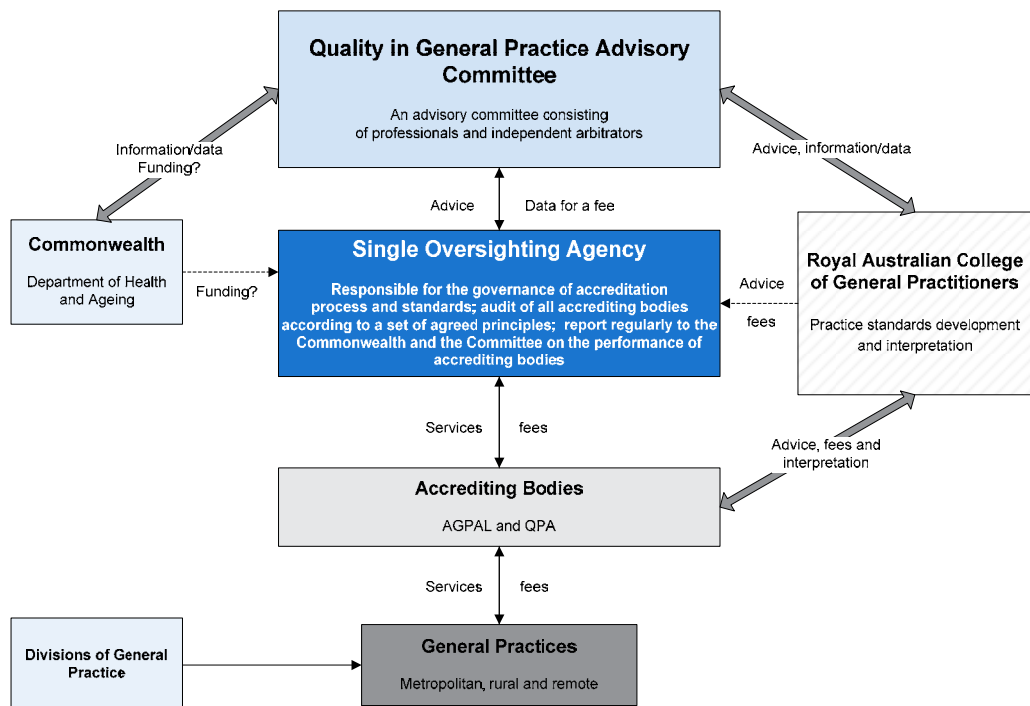 Quality in General Practice Advisory
Committee
An advisory committee consisting
of professionals and independent arbitrators
Information/data
Funding?
Advice, information/data
Advice
Data for a fee
Commonwealth
Department of Health
and Ageing
Funding?
Single Oversighting Agency
Responsible for the governance of accreditation
process and standards; audit of all accrediting bodies
according to a set of agreed principles; report regularly to the
Commonwealth and the Committee on the performance of
accrediting bodies
Advice
fees
Royal Australian College
of General Practitioners
Practice standards development
and interpretation
Services
fees
Advice, fees and
interpretation
Accrediting Bodies
AGPAL and QPA
Services
fees
Divisions of General
Practice
General Practices
Metropolitan, rural and remote